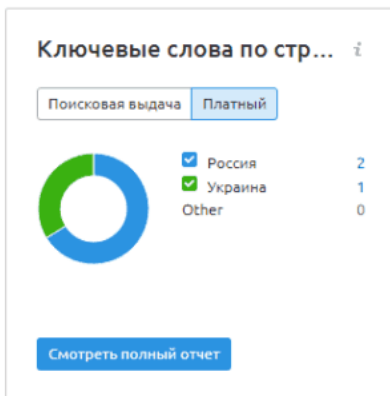 Ключевые слова по стр... i
Поисковая выдача Платный
Россия 2
Украина 1
Other 0
Смотреть полный отчет